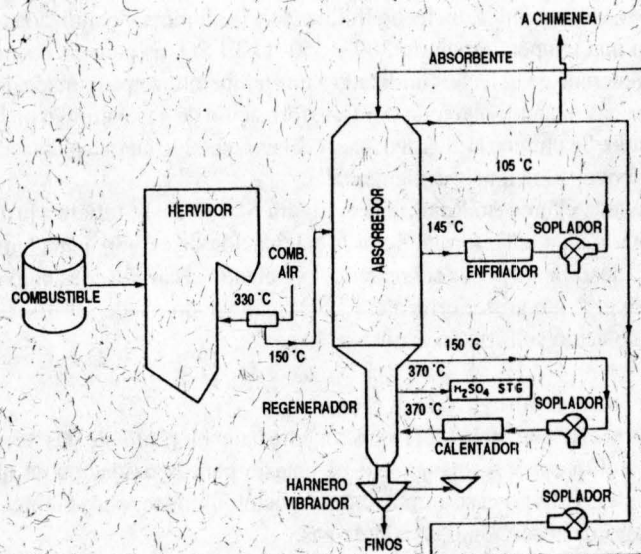 A CHIMENEA
ABSORBENTE
105 °C
HERVIDOR
ABSORBEDOR
145 °C
SOPLADOR
COMB.
AIR
ENFRIADOR
COMBUSTIBLE
330 °C
150 °C
150 °C
370 °C
H2SO4 STG
REGENERADOR
370 °C
SOPLADOR
CALENTADOR
HARNERO
VIBRADOR
SOPLADOR
FINOS